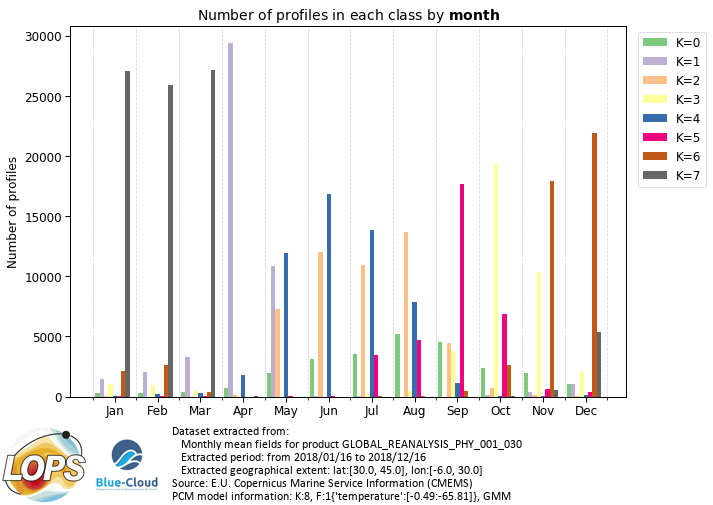 Number of profiles in each class by month
Number of profiles
30000
25000
20000
15000
10000
5000
0
Jan Feb Mar Apr May Jun Jul Aug Sep Oct Nov Dec
K=0
K=1
K=2
K=3
K=4
K=5
K=6
K=7
LOPS
Blue-Cloud
Dataset extracted from:
Monthly mean fields for product GLOBAL_REANALYSIS_PHY_001_030
Extracted period: from 2018/01/16 to 2018/12/16
Extracted geographical extent: lat:[30.0, 45.0], lon:[-6.0, 30.0]
Source: E.U. Copernicus Marine Service Information (CMEMS)
PCM model information: K:8, F:1{'temperature':[-0.49:-65.81]}, GMM